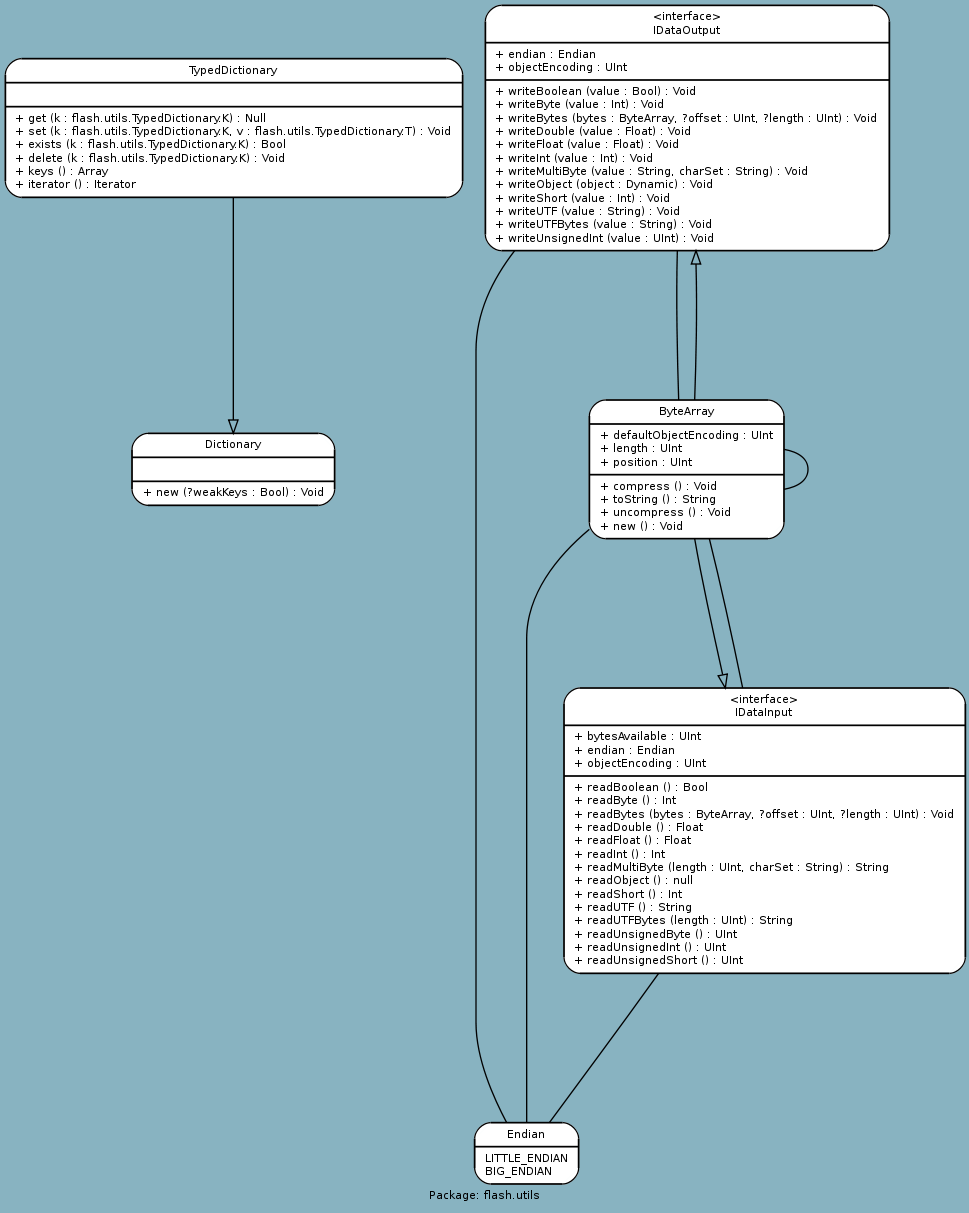 TypedDictionary
+ get (k : flash.utils.TypedDictionary.K) : Null
+ set (k : flash.utils.TypedDictionary.K, v : flash.utils.TypedDictionary.T) : Void
+ exists (k : flash.utils.TypedDictionary.K) : Bool
+ delete (k : flash.utils.TypedDictionary.K) : Void
+ keys () : Array
+ iterator () : Iterator
<interface>
IDataOutput
+ endian : Endian
+ objectEncoding : UInt
+ writeBoolean (value : Bool) : Void
+ writeByte (value : Int) : Void
+ writeBytes (bytes : ByteArray, ?offset : UInt, ?length : UInt) : Void
+ writeDouble (value : Float) : Void
+ writeFloat (value : Float) : Void
+ writeInt (value : Int) : Void
+ writeMultiByte (value : String, charSet : String) : Void
+ writeObject (object : Dynamic) : Void
+ writeShort (value : Int) : Void
+ writeUTF (value : String) : Void
+ writeUTFBytes (value : String) : Void
+ writeUnsignedInt (value : UInt) : Void
Dictionary
+ new (?weakKeys : Bool) : Void
ByteArray
+ defaultObjectEncoding : UInt
+ length : UInt
+ position : UInt
+ compress () : Void
+ toString () : String
+ uncompress () : Void
+ new () : Void
<interface>
IDataInput
+ bytesAvailable : UInt
+ endian : Endian
+ objectEncoding : UInt
+ readBoolean () : Bool
+ readByte () : Int
+ readBytes (bytes : ByteArray, ?offset : UInt, ?length : UInt) : Void
+ readDouble () : Float
+ readFloat () : Float
+ readInt () : Int
+ readMultiByte (length : UInt, charSet : String) : String
+ readObject () : null
+ readShort () : Int
+ readUTF () : String
+ readUTFBytes (length : UInt) : String
+ readUnsignedByte () : UInt
+ readUnsignedInt () : UInt
+ readUnsignedShort () : UInt
Endian
LITTLE_ENDIAN
BIG_ENDIAN
Package: flash.utils